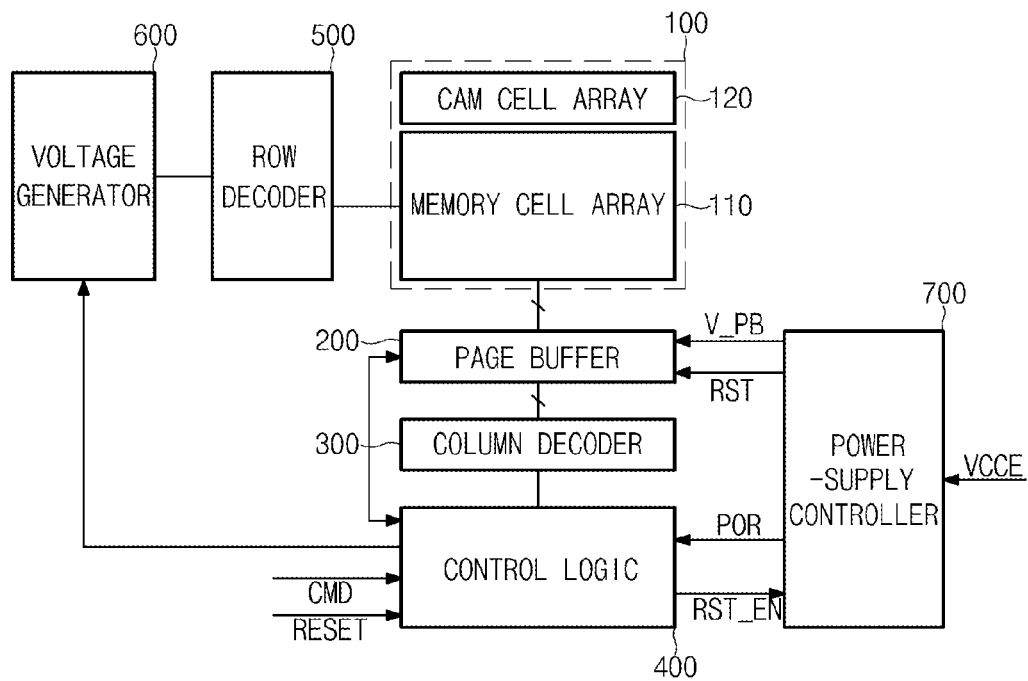 600
500
100
CAM CELL ARRAY
120
VOLTAGE
GENERATOR
ROW
DECODER
MEMORY CELL ARRAY
110
700
200
PAGE BUFFER
V_PB
RST
300
COLUMN DECODER
POWER
-SUPPLY
CONTROLLER
VCCE
CONTROL LOGIC
POR
CMD
RST_EN
RESET
400